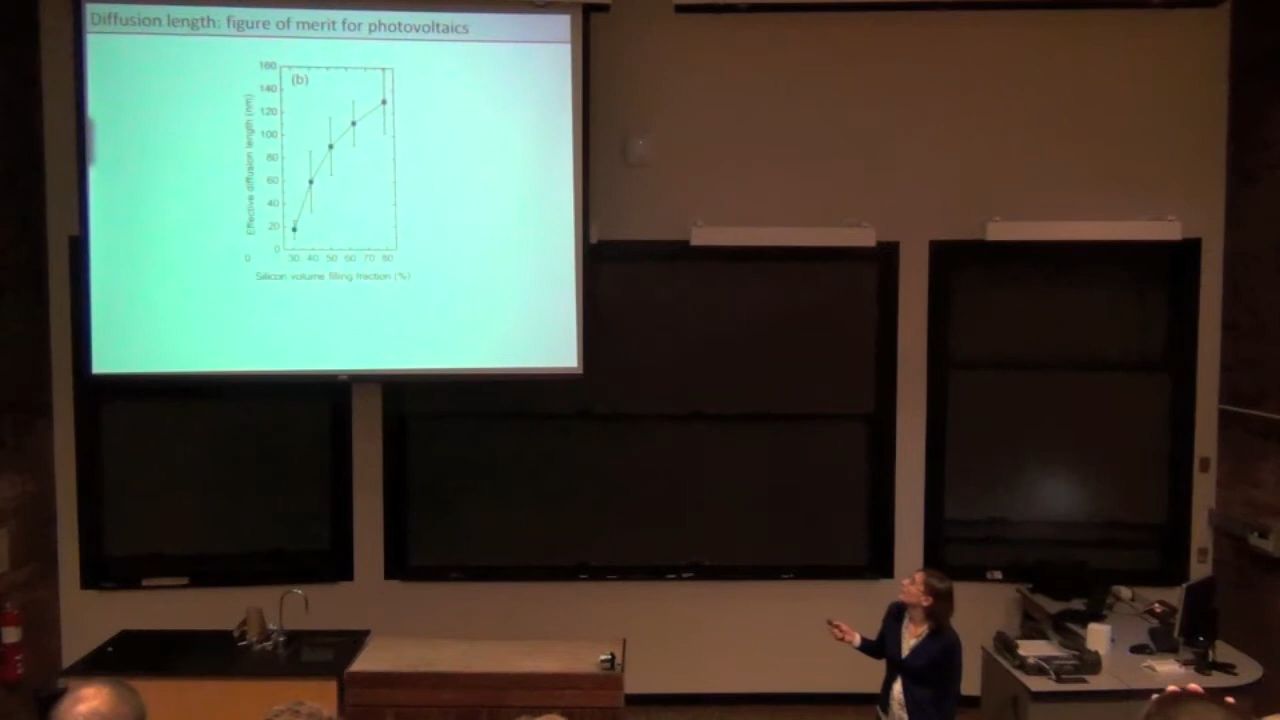 Diffusion length: figure of merit for photovoltaics
(b)
160
140
120
100
80
60
40
20
0
Effective diffusion length (nm)
0 30 40 50 60 70 80
Silicon volume filling fraction (%)